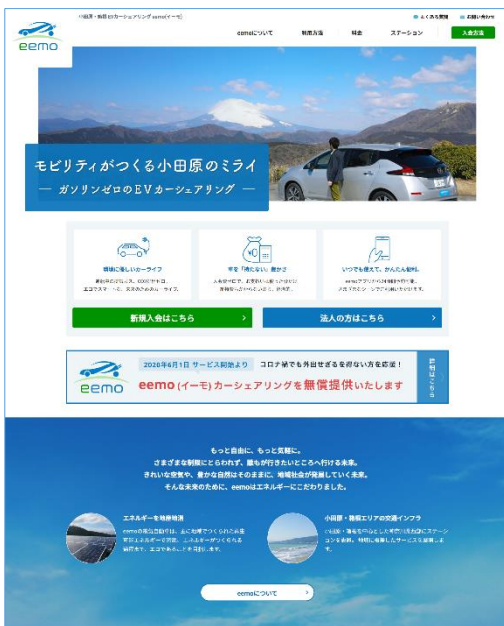 小田原・箱根EVカーシェアリング eemo(イーモ)
よくある質問 お問い合わせ
eemo
eemoについて 利用方法 料金 ステーション 入会方法
モビリティがつくる小田原のミライ
― ガソリンゼロのEVカーシェアリング ―
環境に優しいカーライフ
車を「持たない」豊かさ
いつでも使えて、かんたん便利。
新規入会はこちら
法人の方はこちら
eemo
2020年6月1日 サービス開始より コロナ禍でも外出せざるを得ない方を応援！
eemo(イーモ)カーシェアリングを無償提供いたします
詳細はこちら
もっと自由に、もっと気軽に。
さまざまな制限にとらわれず、誰もが行きたいところへ行ける未来。
きれいな空気や、豊かな自然はそのままに、地域社会が発展していく未来。
そんな未来のために、eemoはエネルギーにこだわりました。
エネルギーを地産地消
小田原・箱根エリアの交通インフラ
eemoについて